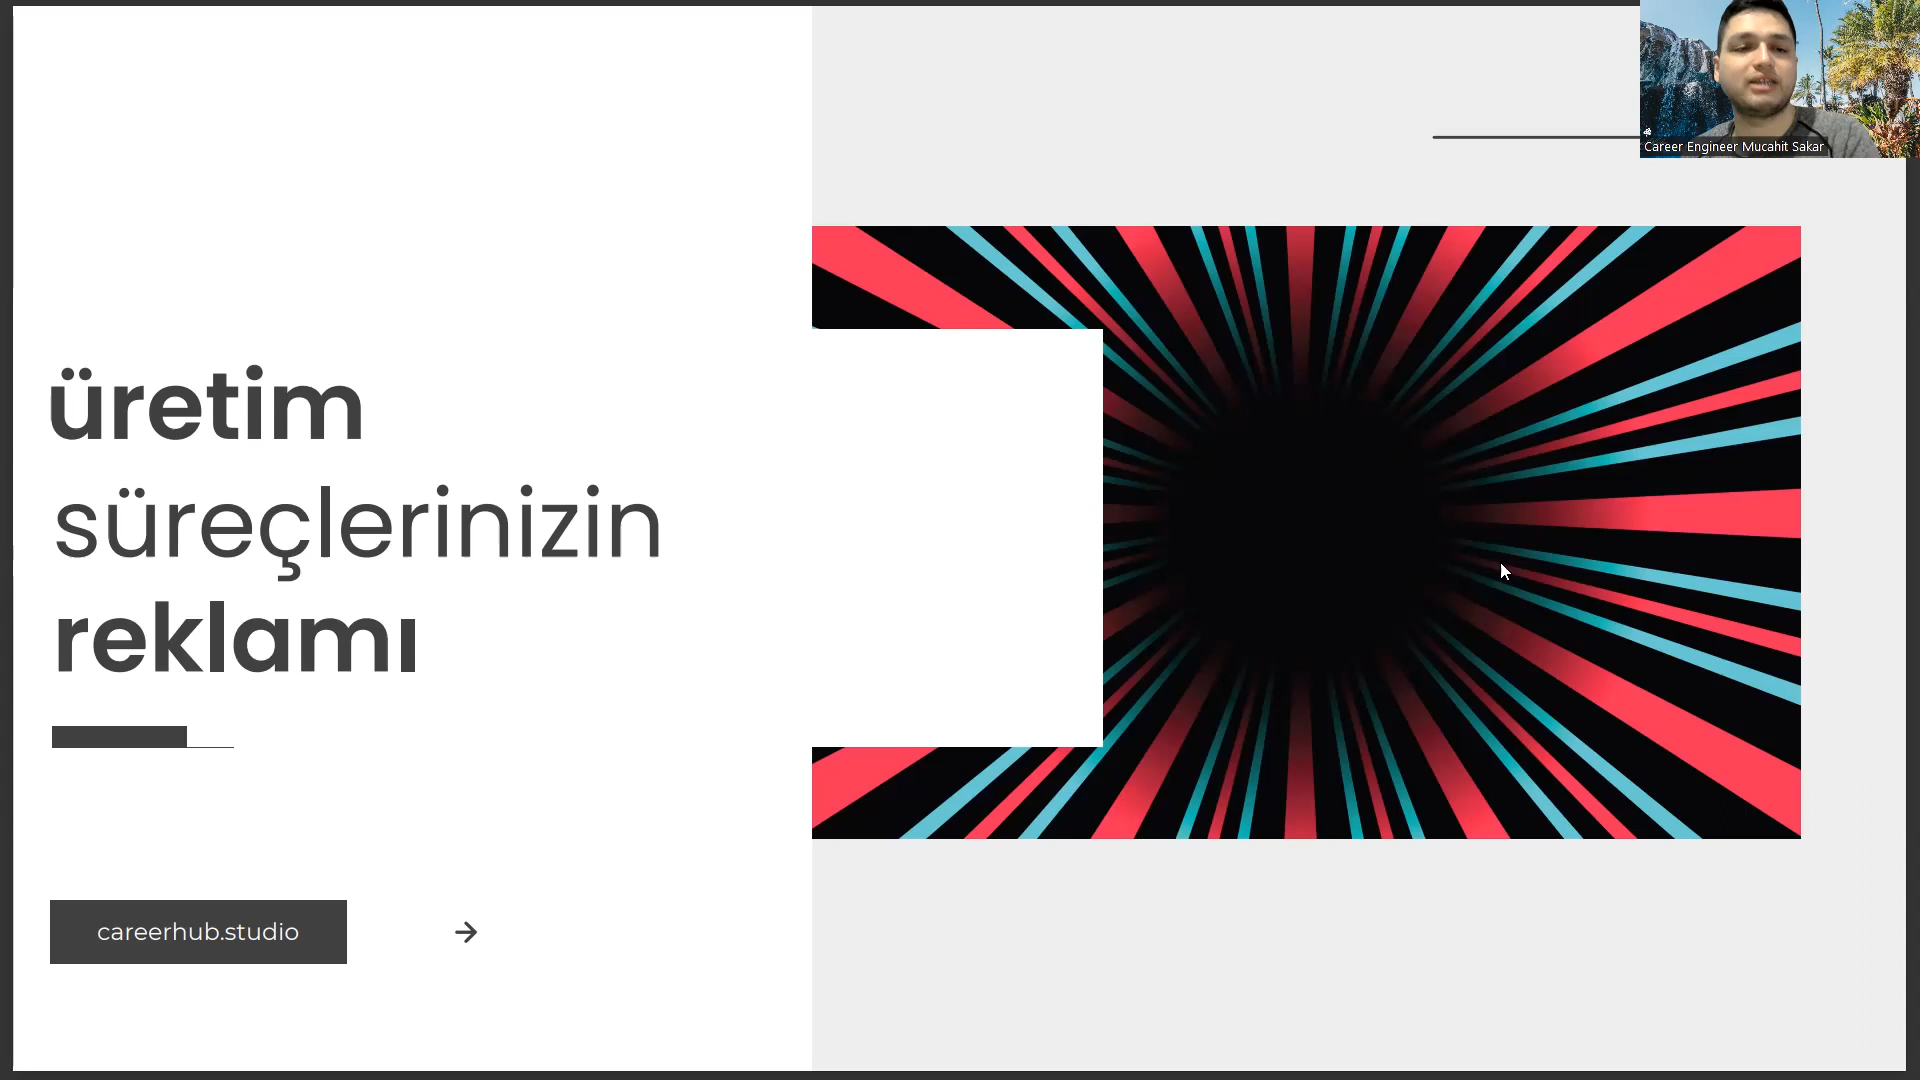 Career Engineer Mucahit Sakar
üretim
süreçlerinizin
reklamı
careerhub.studio